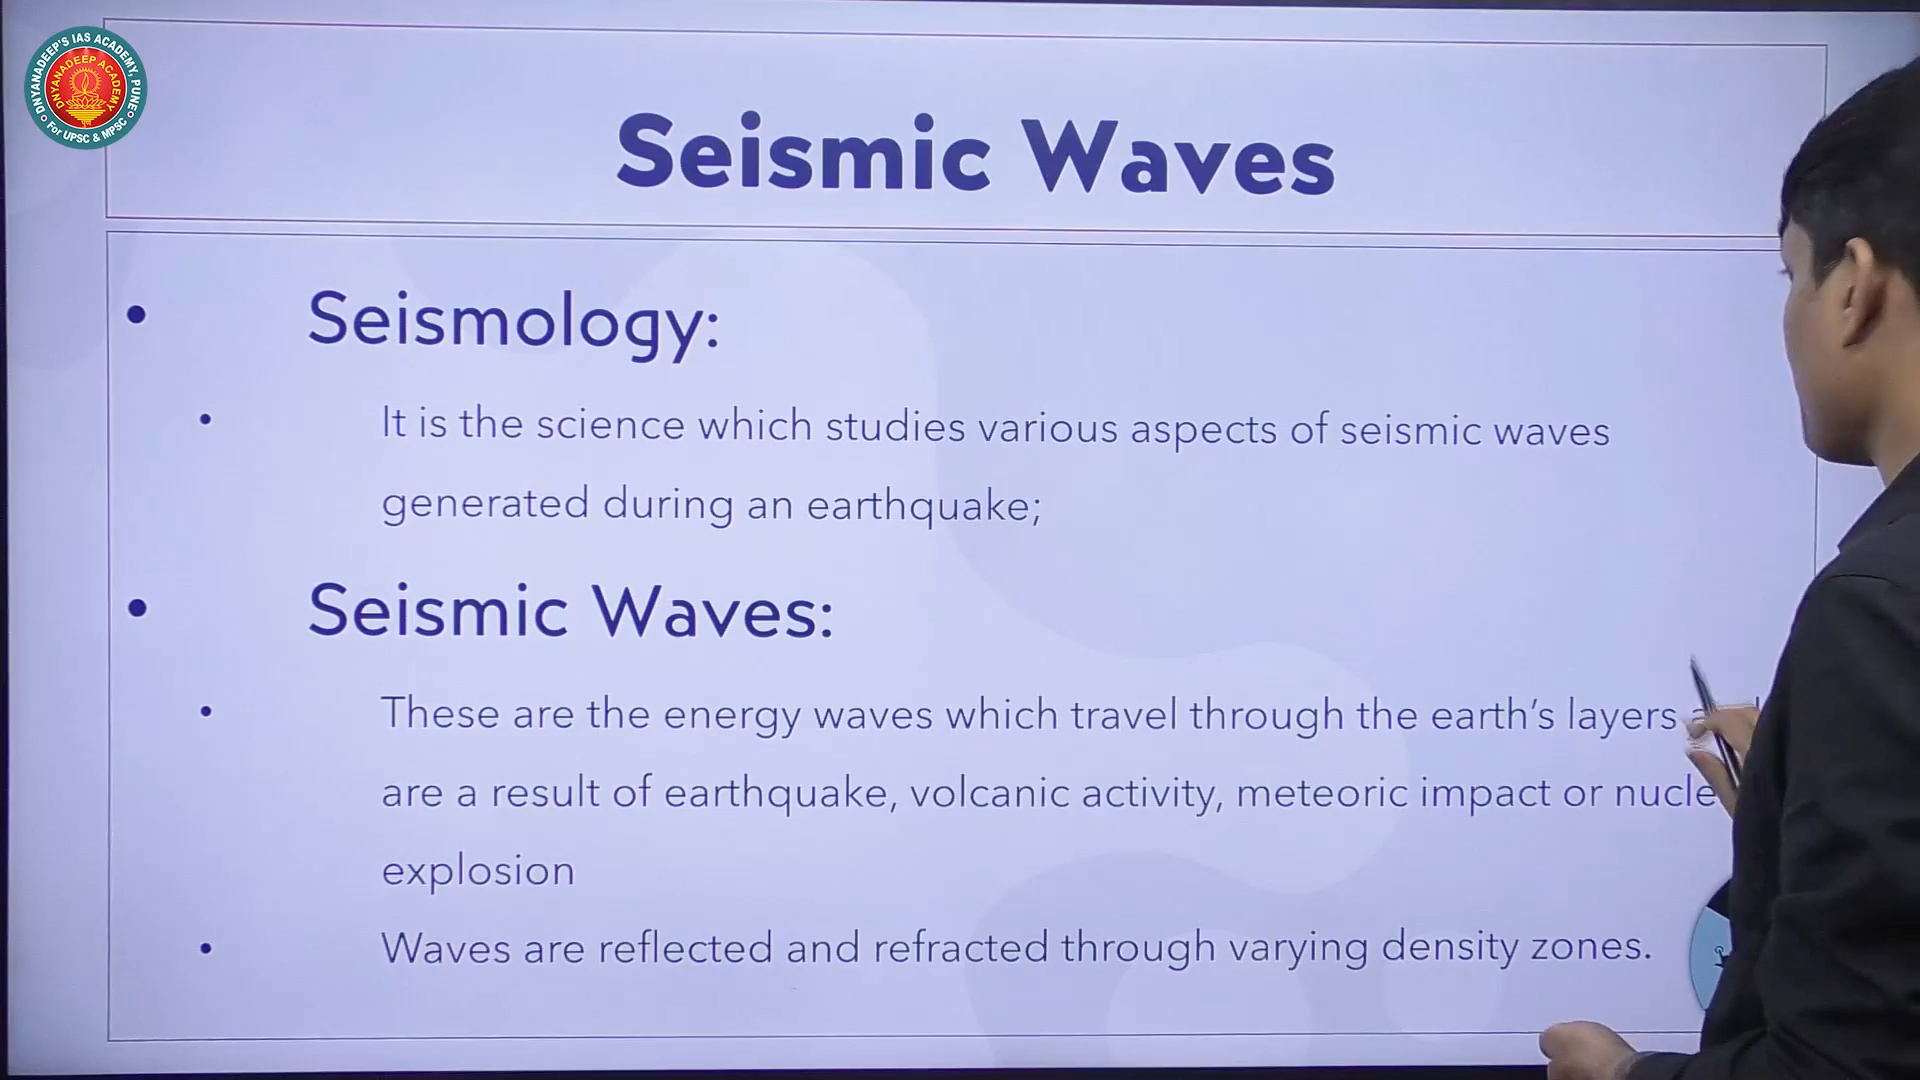 DNYANADEEP'S IAS ACADEMY, PUNE
DNYANADEEP ACADEMY
For UPSC & MPSC
Seismic Waves
• Seismology:
• It is the science which studies various aspects of seismic waves
generated during an earthquake;
• Seismic Waves:
• These are the energy waves which travel through the earth's layers
are a result of earthquake, volcanic activity, meteoric impact or
explosion
• Waves are reflected and refracted through varying density zones.